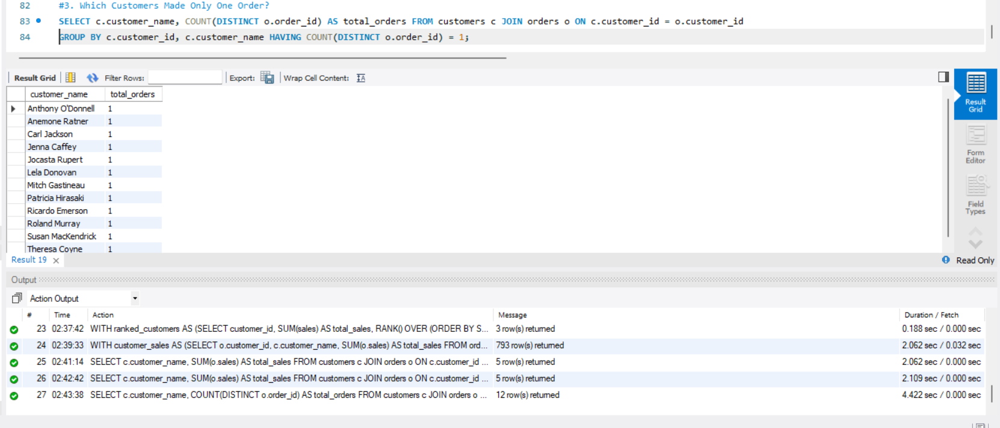 82 #3. Which Customers Made Only One Order?
83 SELECT c.customer_name, COUNT(DISTINCT o.order_id) AS total_orders FROM customers c JOIN orders o ON c.customer_id = o.customer_id
84 GROUP BY c.customer_id, c.customer_name HAVING COUNT(DISTINCT o.order_id) = 1;
Result Grid Filter Rows: Export: Wrap Cell Content: IA
customer_name total_orders
Anthony O'Donnell 1
Anemone Ratner 1
Carl Jackson 1
Jenna Caffey 1
Jocasta Rupert 1
Lela Donovan 1
Mitch Gastineau 1
Patricia Hirasaki 1
Ricardo Emerson 1
Roland Murray 1
Susan MacKendrick 1
Theresa Coyne 1
Result
Grid
Form
Editor
Field
Types
Result 19 Read Only
Output
Action Output
# Time Action Message Duration / Fetch
23 02:37:42 WITH ranked_customers AS (SELECT customer_id, SUM(sales) AS total_sales, RANK() OVER (ORDER BY S... 3 row(s) returned 0.188 sec / 0.000 sec
24 02:39:33 WITH customer_sales AS (SELECT o.customer_id, c.customer_name, SUM(o.sales) AS total_sales FROM ord... 793 row(s) returned 2.062 sec / 0.032 sec
25 02:41:14 SELECT c.customer_name, SUM(o.sales) AS total_sales FROM customers c JOIN orders o ON c.customer_id ... 5 row(s) returned 2.062 sec / 0.000 sec
26 02:42:42 SELECT c.customer_name, SUM(o.sales) AS total_sales FROM customers c JOIN orders o ON c.customer_id ... 5 row(s) returned 2.109 sec / 0.000 sec
27 02:43:38 SELECT c.customer_name, COUNT(DISTINCT o.order_id) AS total_orders FROM customers c JOIN orders o ... 12 row(s) returned 4.422 sec / 0.000 sec